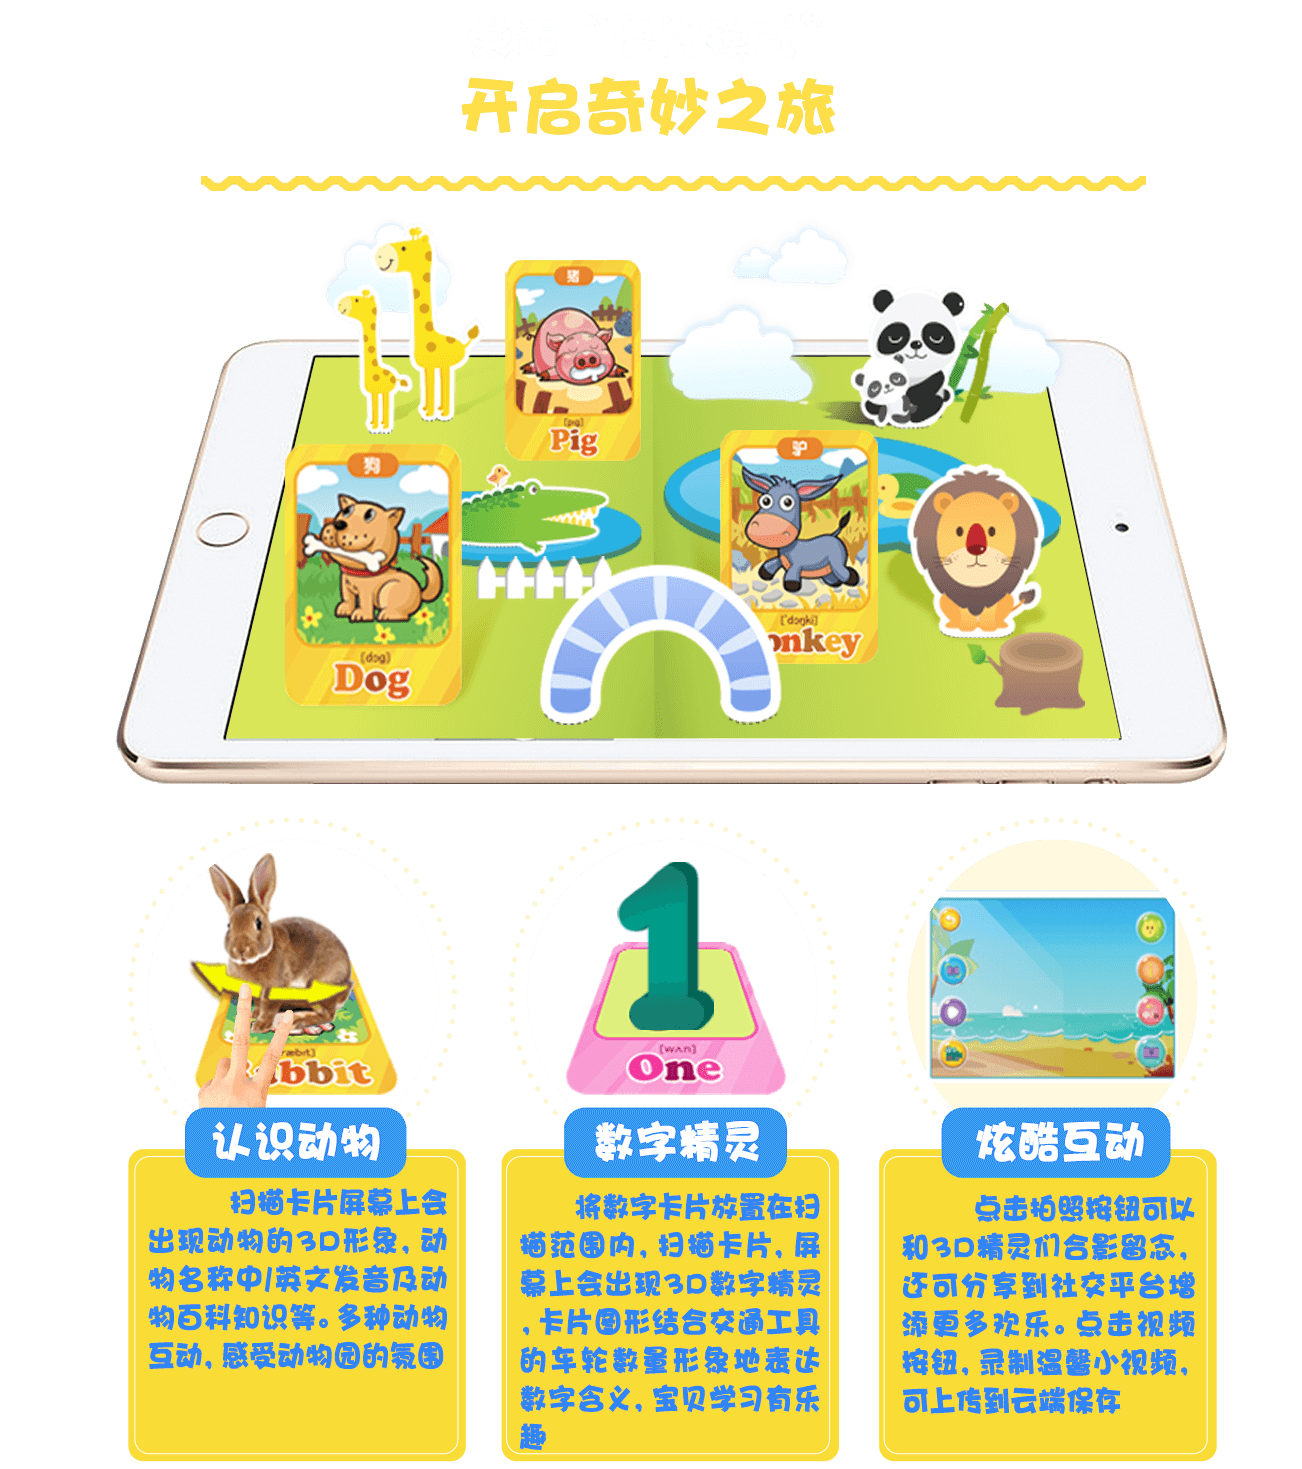 开启奇妙之旅
猪
[pig]
Pig
狗
[dɔg]
Dog
驴
['dɔŋki]
onkey
[ræbɪt]
abbit
[wʌn]
One
认识动物
扫描卡片屏幕上会
出现动物的3D形象，动
物名称中/英文发音及动
物百科知识等。多种动物
互动，感受动物园的氛围
数字精灵
将数字卡片放置在扫
描范围内，扫描卡片，屏
幕上会出现3D数字精灵
，卡片图形结合交通工具
的车轮数量形象地表达
数字含义，宝贝学习有乐
趣
炫酷互动
点击拍照按钮可以
和3D精灵们合影留念，
还可分享到社交平台增
添更多欢乐。点击视频
按钮，录制温馨小视频，
可上传到云端保存